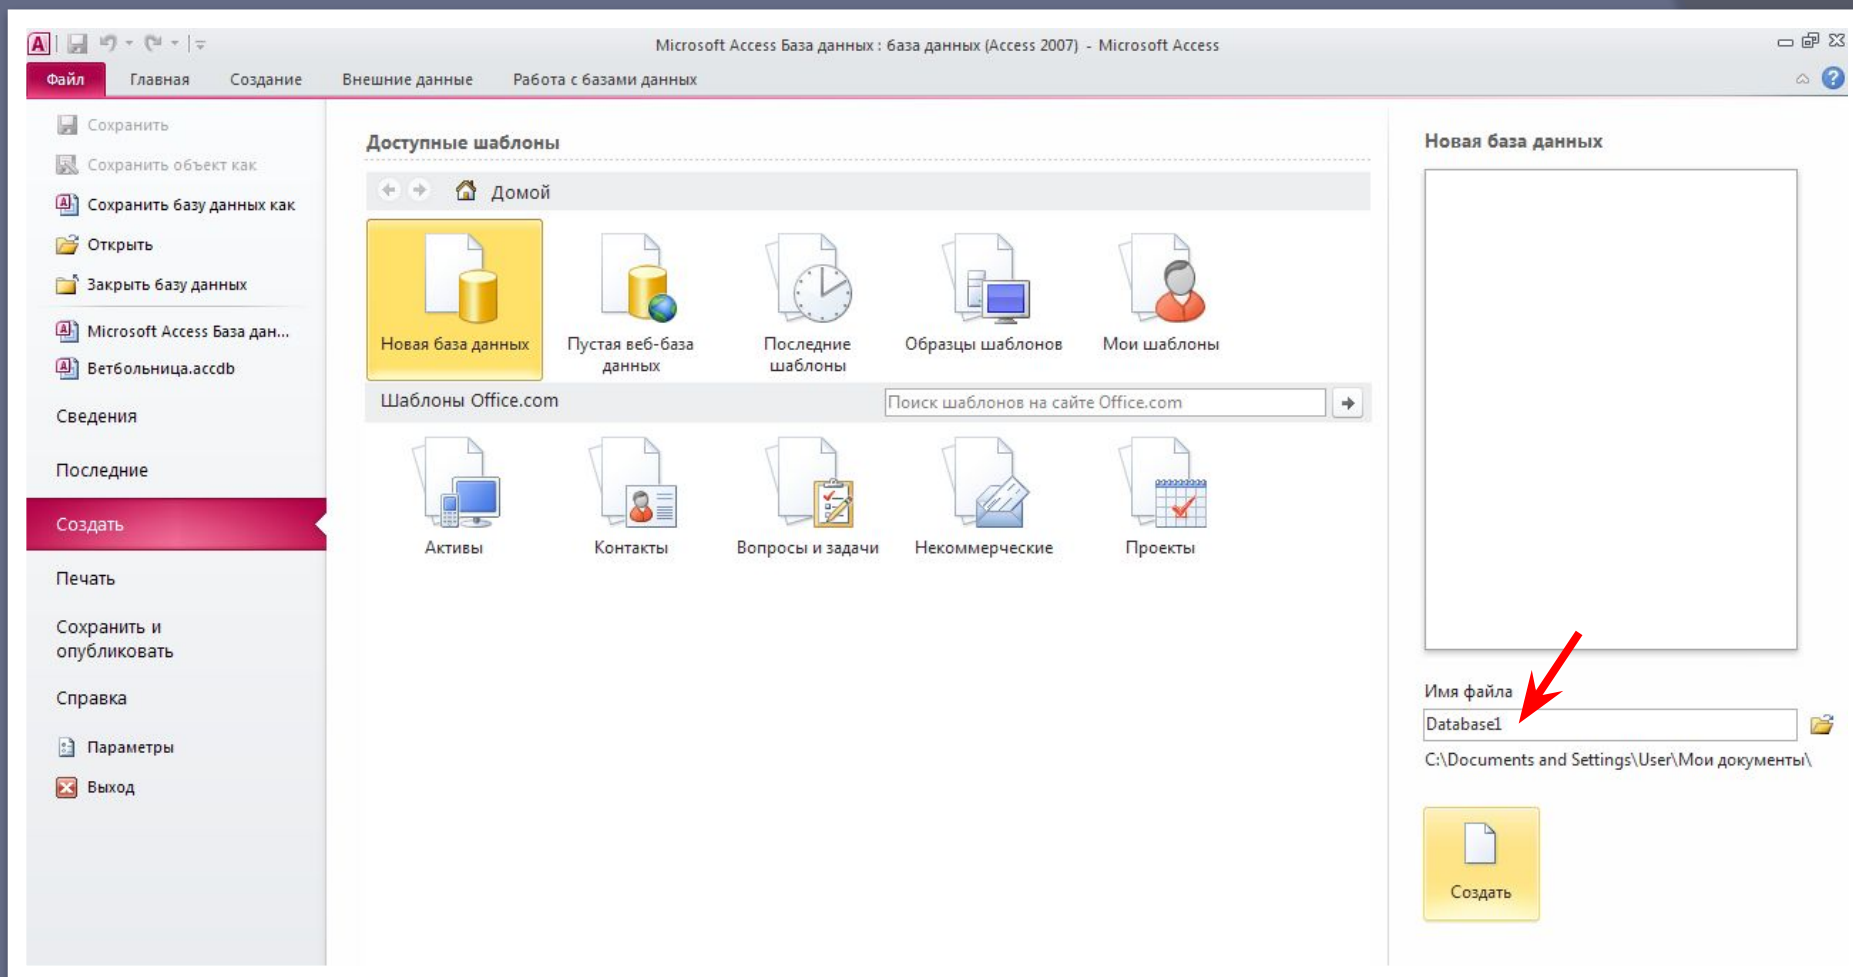 Microsoft Access База данных : база данных (Access 2007) - Microsoft Access
Файл Главная Создание Внешние данные Работа с базами данных
Сохранить
Сохранить объект как
Сохранить базу данных как
Открыть
Закрыть базу данных
Microsoft Access База дан...
Ветбольница.accdb
Сведения
Последние
Создать
Печать
Сохранить и
опубликовать
Справка
Параметры
Выход
Доступные шаблоны
Домой
Новая база данных
Пустая веб-база
данных
Последние
шаблоны
Образцы шаблонов
Мои шаблоны
Шаблоны Office.com
Поиск шаблонов на сайте Office.com
Активы
Контакты
Вопросы и задачи
Некоммерческие
Проекты
Новая база данных
Имя файла
Database1
C:\Documents and Settings\User\Мои документы\
Создать